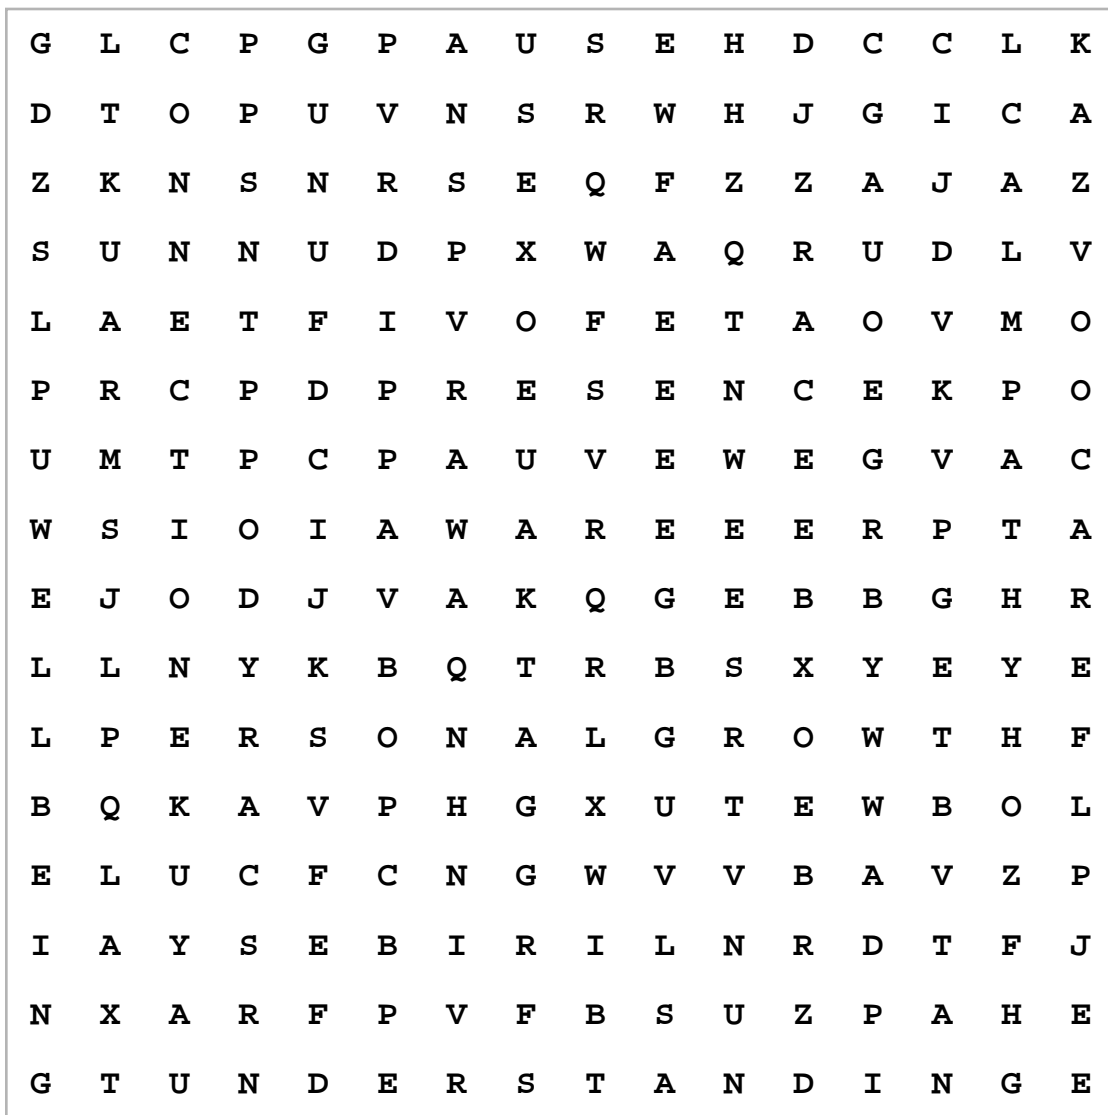 G L C P G P A U S E H D C C L K
D T O P U V N S R W H J G I C A
Z K N S N R S E Q F Z Z A J A Z
S U N N U D P X W A Q R U D L V
L A E T F I V O F E T A O V M O
P R C P D P R E S E N C E K P O
U M T P C P A U V E W E G V A C
W S I O I A W A R E E E R P T A
E J O D J V A K Q G E B B G H R
L L N Y K B Q T R B S X Y E Y E
L P E R S O N A L G R O W T H F
B Q K A V P H G X U T E W B O L
E L U C F C N G W V V B A V Z P
I A Y S E B I R I L N R D T F J
N X A R F P V F B S U Z P A H E
G T U N D E R S T A N D I N G E